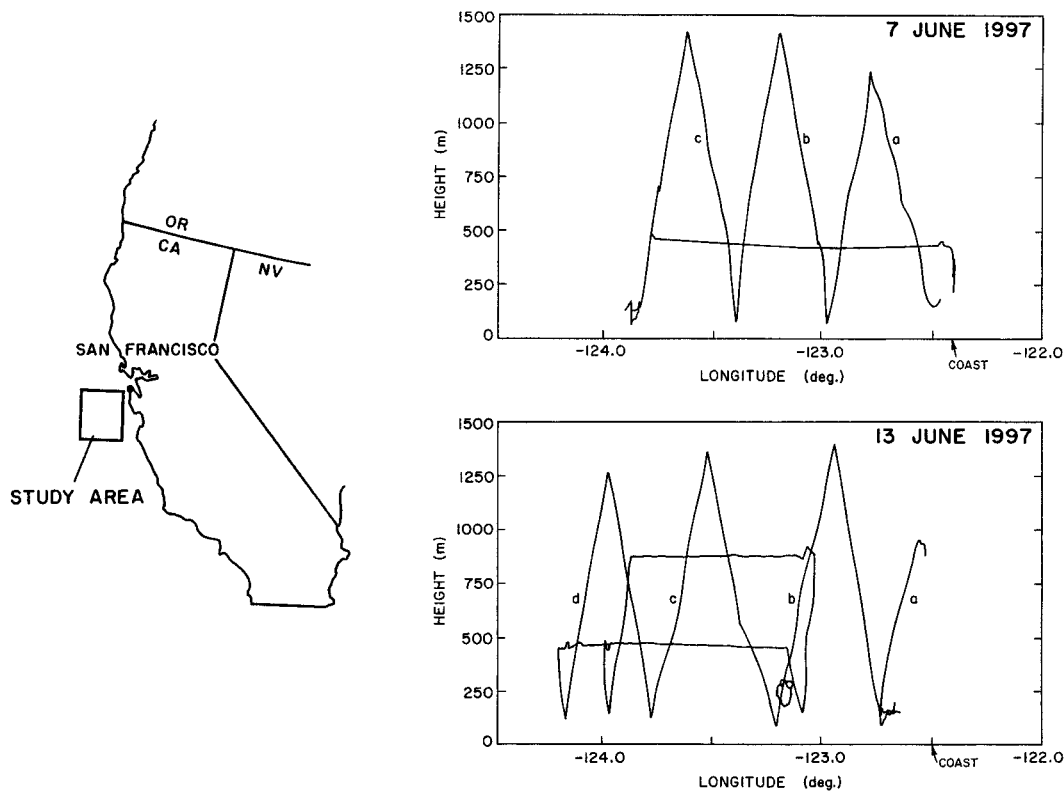 OR
CA
NV
SAN FRANCISCO
STUDY AREA
7 JUNE 1997
1500
1250
1000
750
500
250
0
HEIGHT (m)
c
b
a
-124.0
-123.0
-122.0
COAST
LONGITUDE (deg.)
13 JUNE 1997
1500
1250
1000
750
500
250
0
HEIGHT (m)
d
c
b
a
-124.0
-123.0
-122.0
COAST
LONGITUDE (deg.)